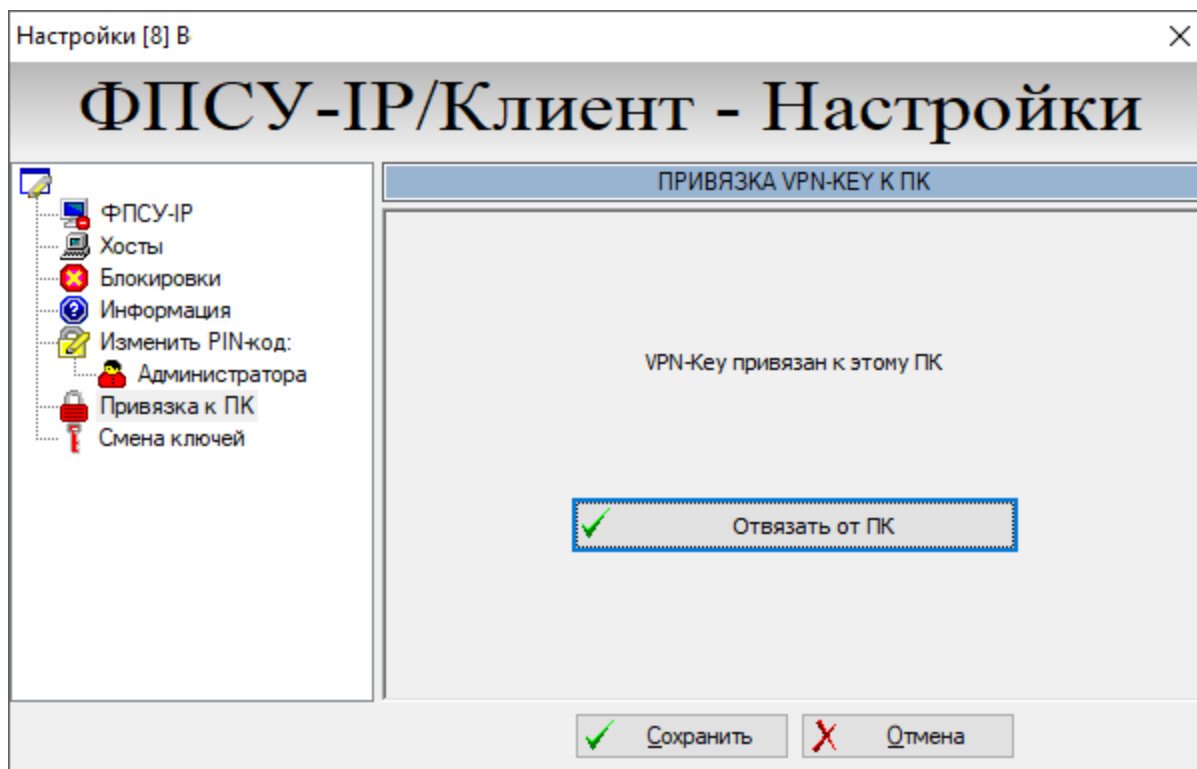 Настройки [8] В
ФПСУ-IP/Клиент - Настройки
ФПСУ-IP
Хосты
Блокировки
Информация
Изменить PIN-код:
Администратора
Привязка к ПК
Смена ключей
ПРИВЯЗКА VPN-KEY К ПК
VPN-Key привязан к этому ПК
Отвязать от ПК
Сохранить
Отмена